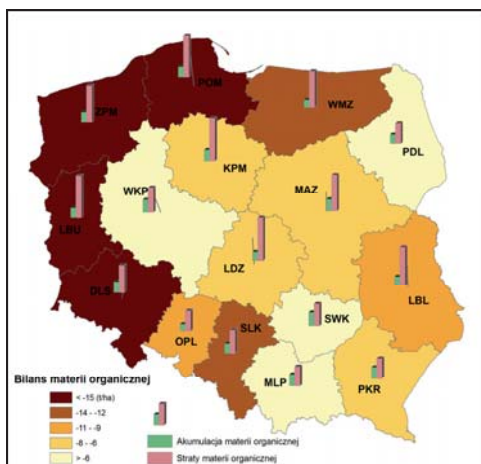 POM
ZPM
WMZ
PDL
KPM
WKP
MAZ
LBU
LDZ
DLS
LBL
SWK
OPL
SLK
MLP
PKR
Bilans materii organicznej
< -15 (t/ha)
-14 - -12
-11 - -9
-8 - -6
> -6
Akumulacja materii organicznej
Straty materii organicznej